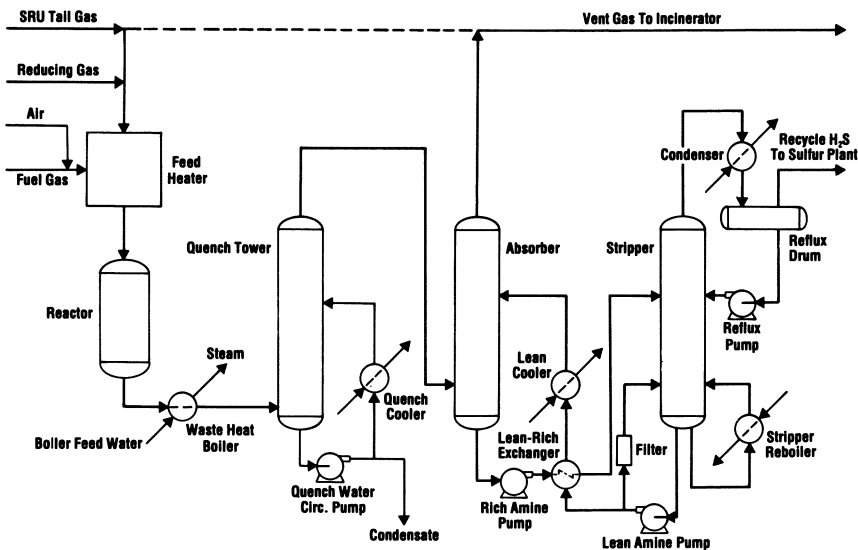 SRU Tail Gas
Vent Gas To Incinerator
Reducing Gas
Air
Fuel Gas
Feed
Heater
Condenser
Recycle H₂S
To Sulfur Plant
Quench Tower
Absorber
Stripper
Reflux
Drum
Reactor
Reflux
Pump
Steam
Lean
Cooler
Quench
Cooler
Boiler Feed Water
Waste Heat
Boiler
Lean-Rich
Exchanger
Filter
Stripper
Reboiler
Quench Water
Circ. Pump
Rich Amine
Pump
Condensate
Lean Amine Pump